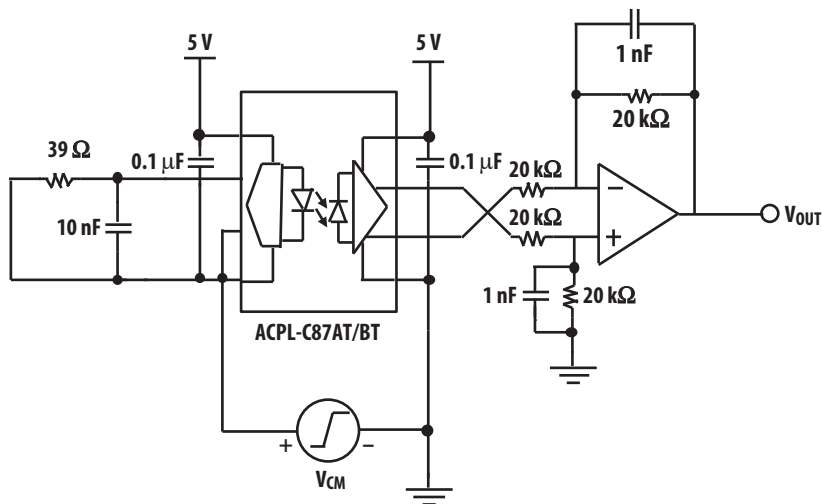 5 V
5 V
1 nF
20 kΩ
39 Ω
0.1 μF
0.1 μF
20 kΩ
20 kΩ
10 nF
−
+
VOUT
1 nF
20 kΩ
ACPL-C87AT/BT
+
−
VCM